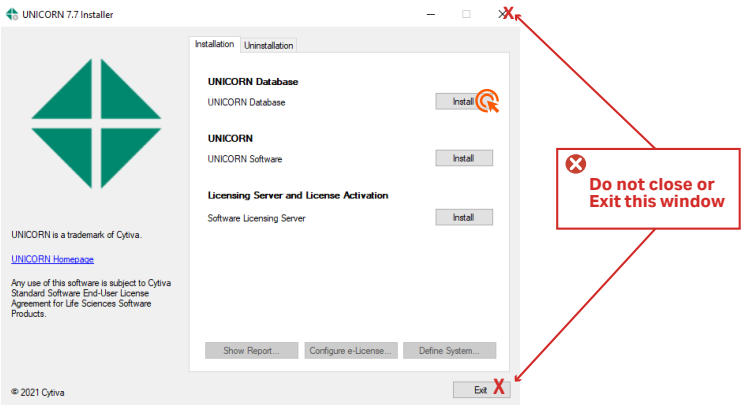 UNICORN 7.7 Installer
Installation
Uninstallation
UNICORN Database
UNICORN Database
Install
UNICORN
UNICORN Software
Install
Licensing Server and License Activation
Software Licensing Server
Install
UNICORN is a trademark of Cytiva.
UNICORN Homepage
Any use of this software is subject to Cytiva
Standard Software End-User License
Agreement for Life Sciences Software
Products.
Show Report...
Configure e-License...
Define System...
© 2021 Cytiva
Exit
X
X
Do not close or
Exit this window